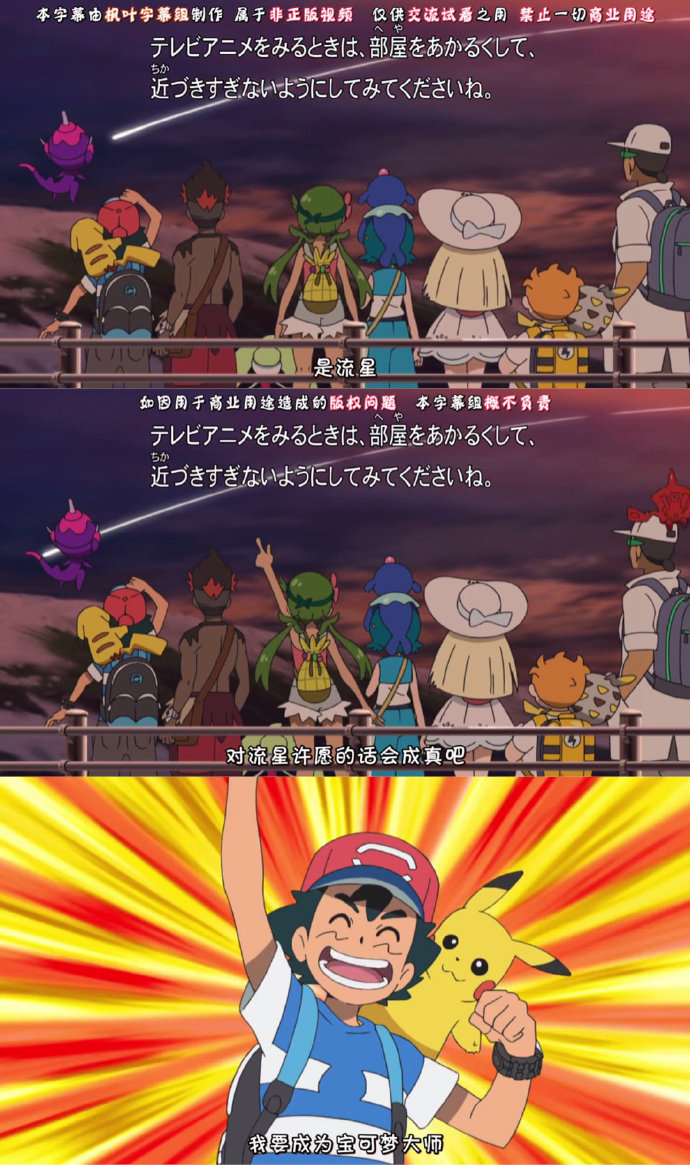 本字幕由枫叶字幕组制作 属于非正版视频 仅供交流试看之用 禁止一切商业用途
テレビアニメをみるときは、部屋をあかるくして、
近づきすぎないようにしてみてくださいね。
是流星
如因用于商业用途造成的版权问题 本字幕组概不负责
テレビアニメをみるときは、部屋をあかるくして、
近づきすぎないようにしてみてくださいね。
对流星许愿的话会成真吧
我要成为宝可梦大师